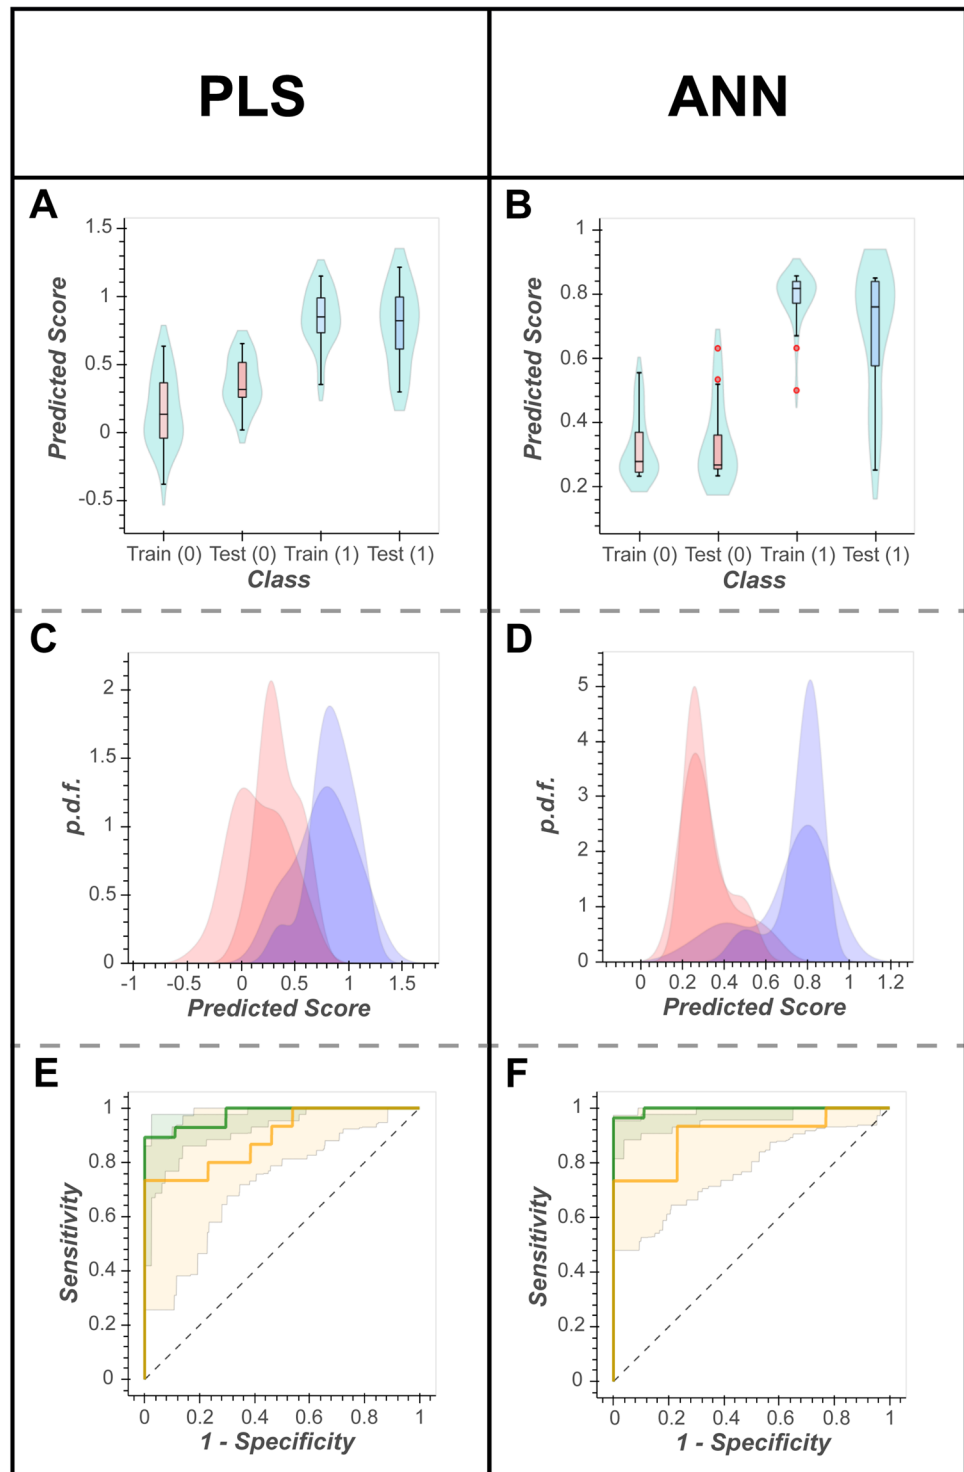 PLS
ANN
A
B
1.5
1
0.5
0
-0.5
Predicted Score
Train (0) Test (0) Train (1) Test (1)
Class
1
0.8
0.6
0.4
0.2
Predicted Score
Train (0) Test (0) Train (1) Test (1)
Class
C
D
2
1.5
1
0.5
0
p.d.f.
-1 -0.5 0 0.5 1 1.5
Predicted Score
5
4
3
2
1
0
p.d.f.
0 0.2 0.4 0.6 0.8 1 1.2
Predicted Score
E
F
1
0.8
0.6
0.4
0.2
0
Sensitivity
0 0.2 0.4 0.6 0.8 1
1 - Specificity
1
0.8
0.6
0.4
0.2
0
Sensitivity
0 0.2 0.4 0.6 0.8 1
1 - Specificity